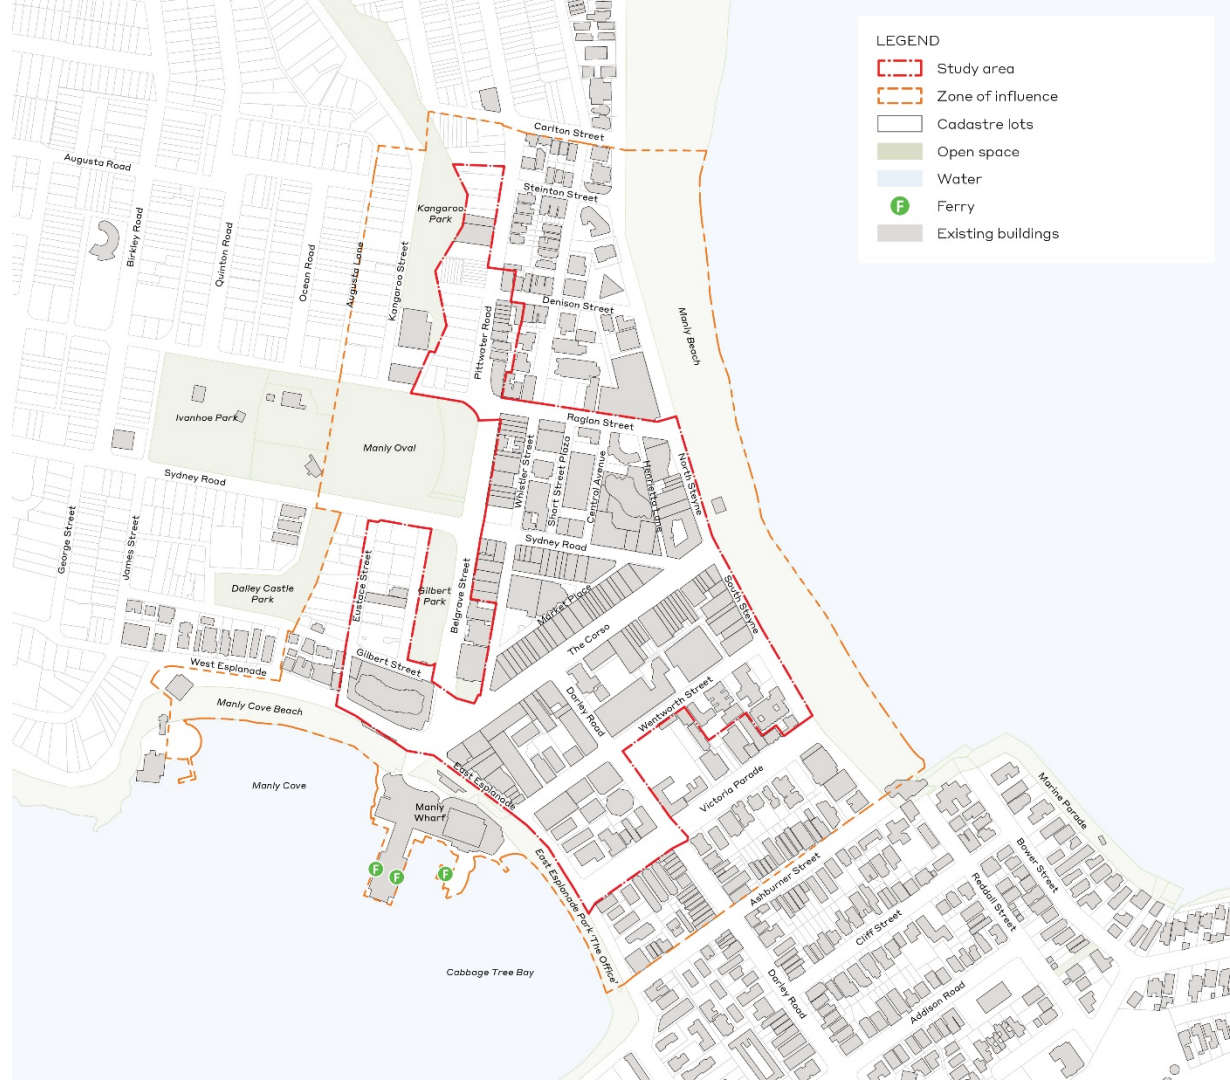 LEGEND
Study area
Zone of influence
Cadastre lots
Open space
Water
F
Ferry
Existing buildings
Carlton Street
Augusta Road
Steinton Street
Kangaroo
Park
Birkley Road
Quinton Road
Ocean Road
Augusta Lane
Kangaroo Street
Denison Street
Pittwater Road
Manly Beach
Ivanhoe Park
Raglan Street
Manly Oval
Whistler Street
Short Street Plaza
Central Avenue
Henrietta Lane
North Steyne
Sydney Road
George Street
James Street
Sydney Road
Dalley Castle
Park
Eustace Street
Gilbert
Park
Belgrave Street
Market Place
The Corso
South Steyne
West Esplanade
Gilbert Street
Manly Cove Beach
Darley Road
Wentworth Street
East Esplanade
Victoria Parade
Manly Cove
Manly
Wharf
F
F
F
Marine Parade
East Esplanade Park 'The Office'
Ashburner Street
Bower Street
Reddall Street
Cliff Street
Cabbage Tree Bay
Darley Road
Addison Road